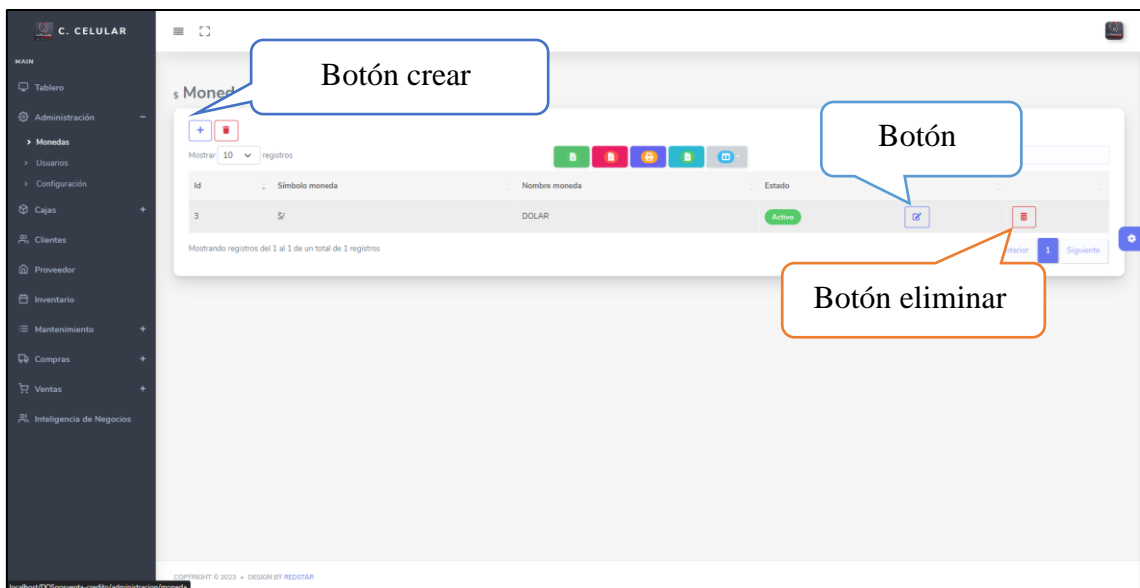 C. CELULAR
MAIN
Tablero
Administración
Monedas
Usuarios
Configuración
Cajas
Clientes
Proveedor
Inventario
Mantenimiento
Compras
Ventas
Inteligencia de Negocios
Botón crear
$ Moned
Botón
Mostrar 10 registros
Id Símbolo moneda Nombre moneda Estado
3 S/ DOLAR Activo
Mostrando registros del 1 al 1 de un total de 1 registros
1 Siguiente
Botón eliminar
COPYRIGHT © 2023 • DESIGN BY REDSTAR